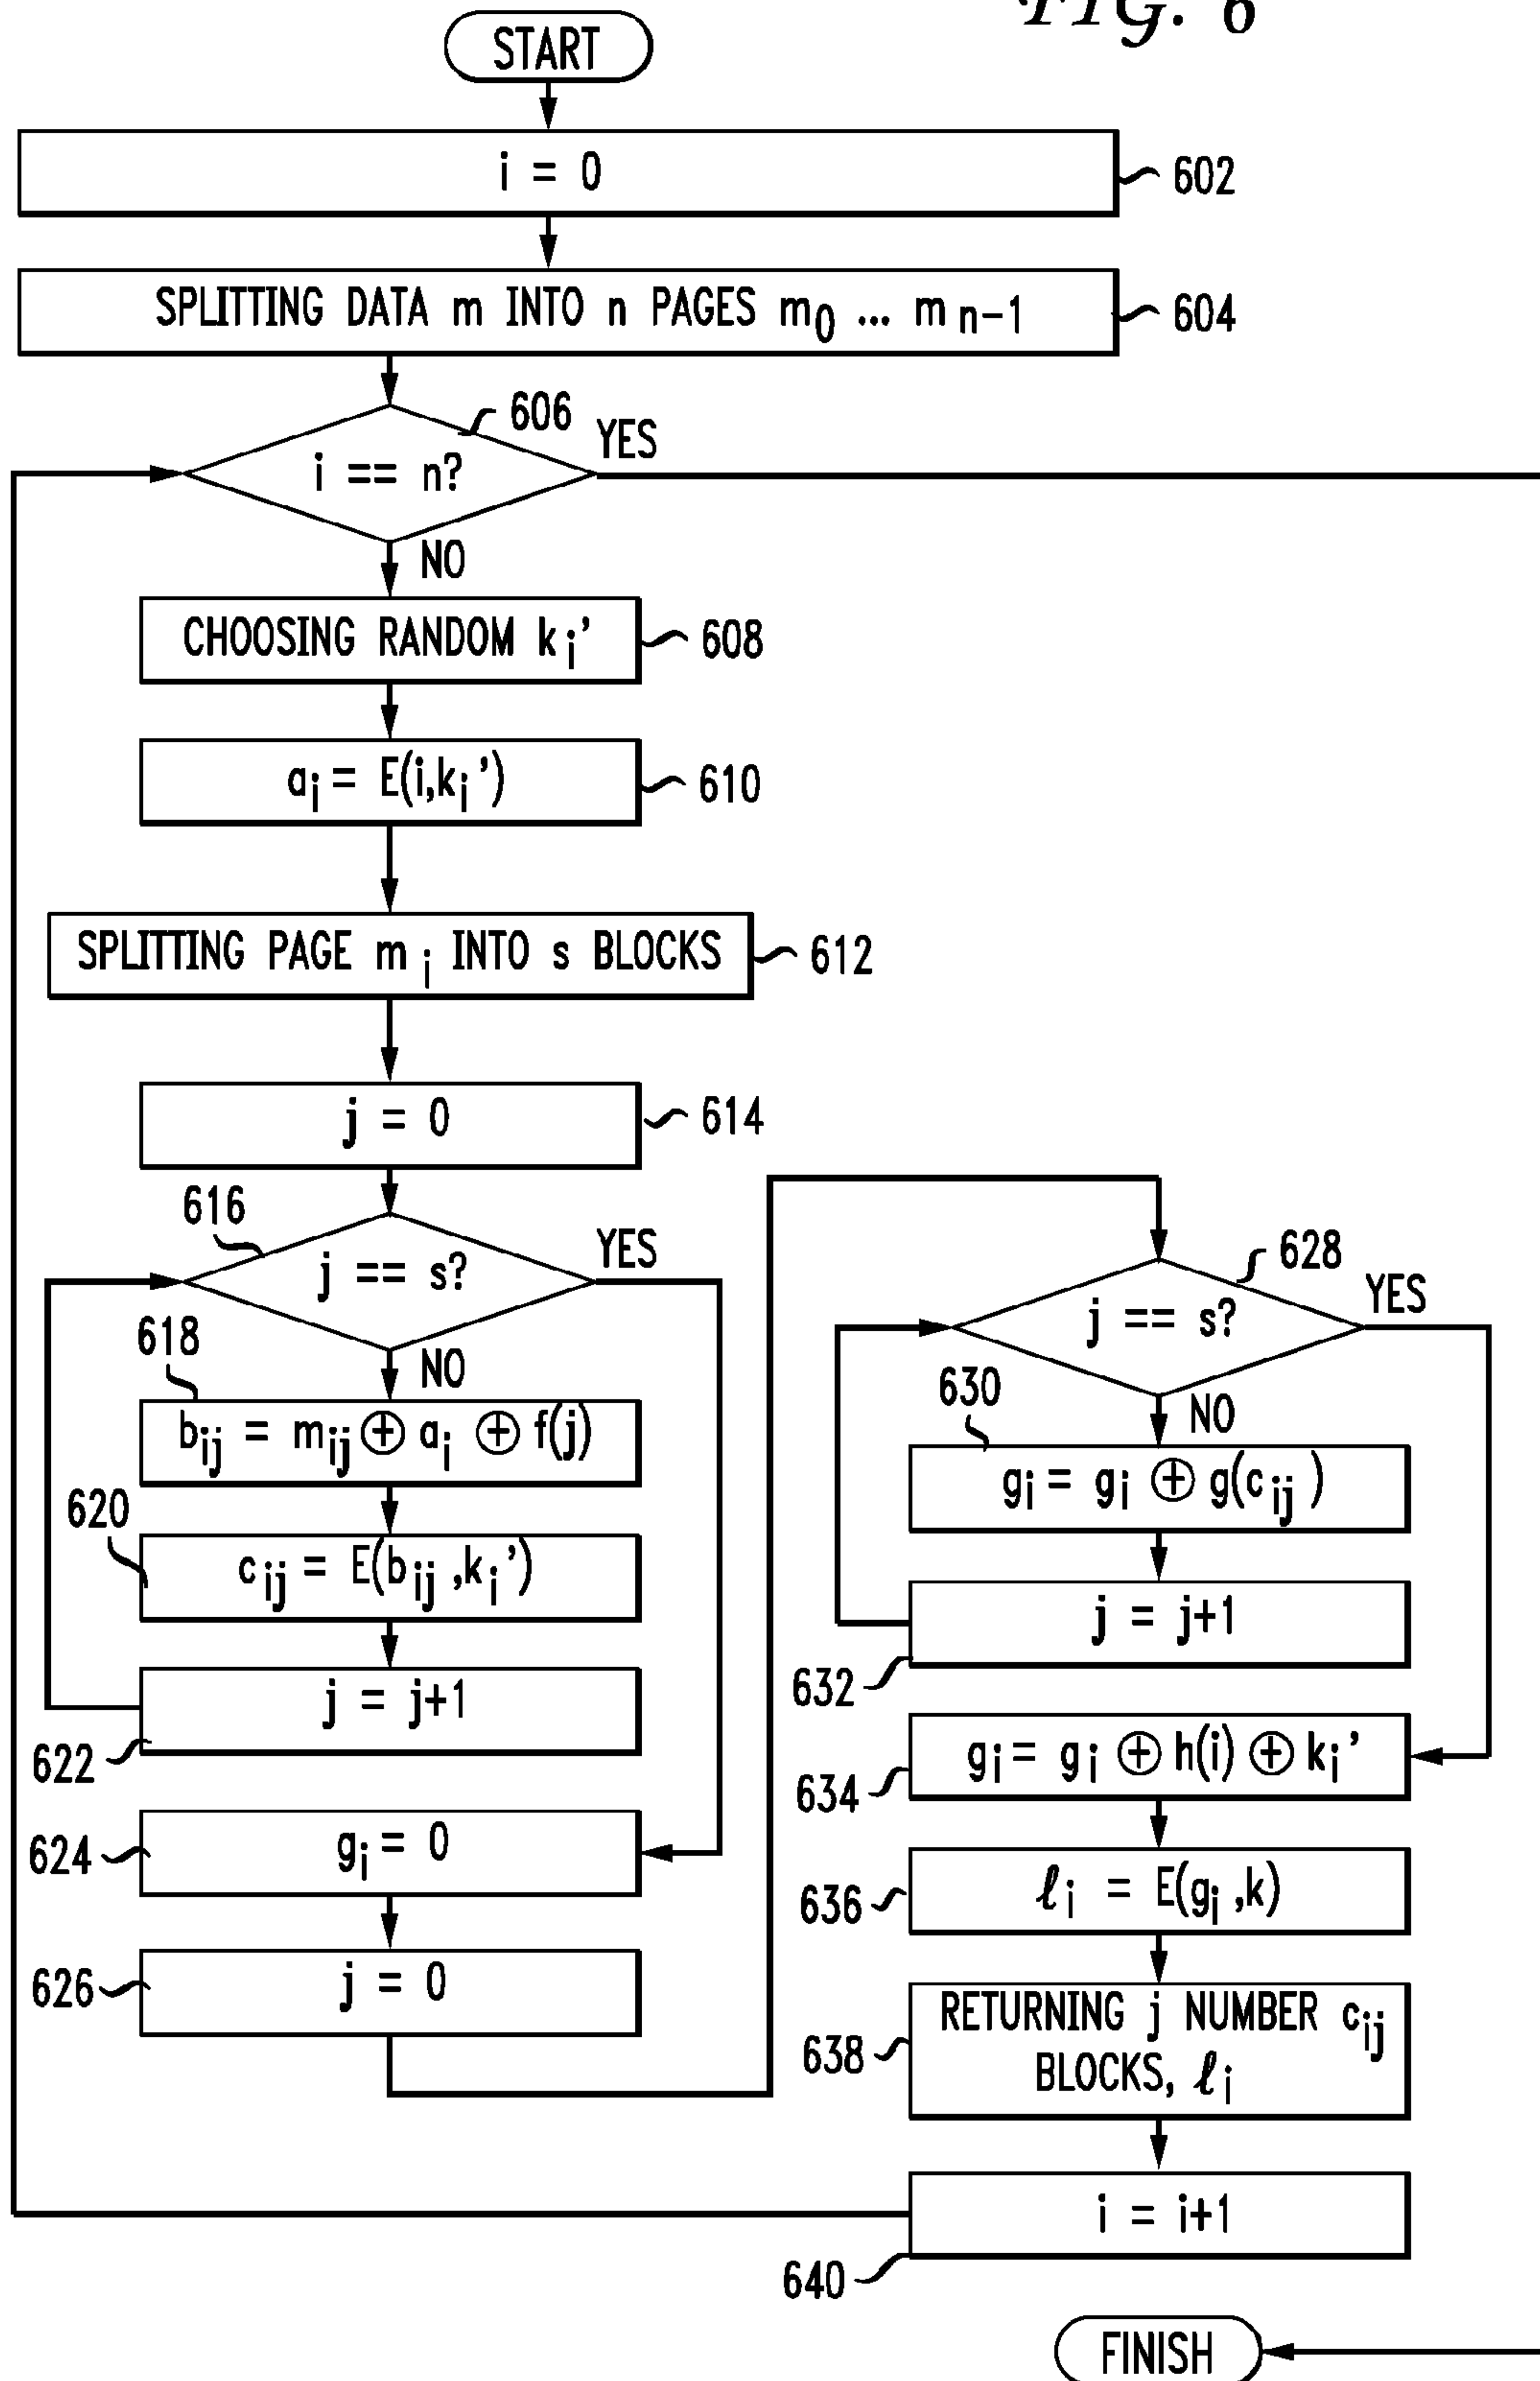 FIG. 6
START
i = 0
602
SPLITTING DATA m INTO n PAGES m0 ... m n-1
604
606
i == n?
YES
NO
CHOOSING RANDOM ki'
608
ai = E(i,ki')
610
SPLITTING PAGE mi INTO s BLOCKS
612
j = 0
614
616
j == s?
YES
NO
618
bij = mij ⊕ ai ⊕ f(j)
620
cij = E(bij,ki')
j = j+1
622
624
gi = 0
626
j = 0
628
j == s?
YES
NO
630
gi = gi ⊕ g(cij)
j = j+1
632
gi = gi ⊕ h(i) ⊕ ki'
634
ℓi = E(gi,k)
636
RETURNING j NUMBER cij
BLOCKS, ℓi
638
i = i+1
640
FINISH